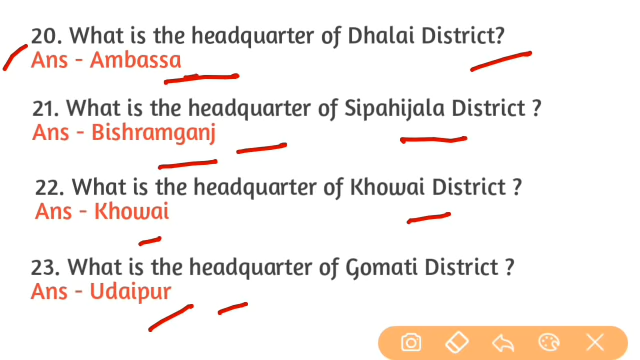 20. What is the headquarter of Dhalai District?
Ans - Ambassa
21. What is the headquarter of Sipahijala District ?
Ans - Bishramganj
22. What is the headquarter of Khowai District ?
Ans - Khowai
23. What is the headquarter of Gomati District ?
Ans - Udaipur